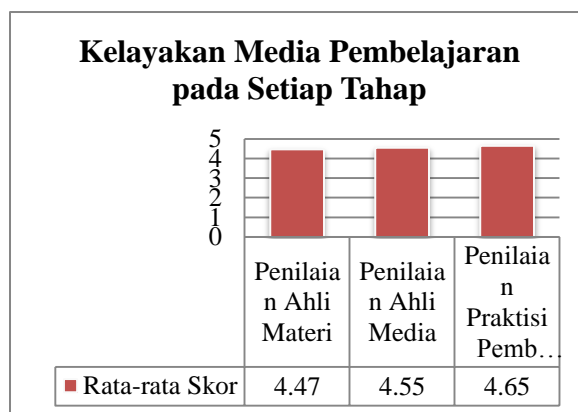 Kelayakan Media Pembelajaran
pada Setiap Tahap
5
4
3
2
1
0
Penilaia
n Ahli
Materi
Penilaia
n Ahli
Media
Penilaia
n
Praktisi
Pemb…
Rata-rata Skor 4.47 4.55 4.65